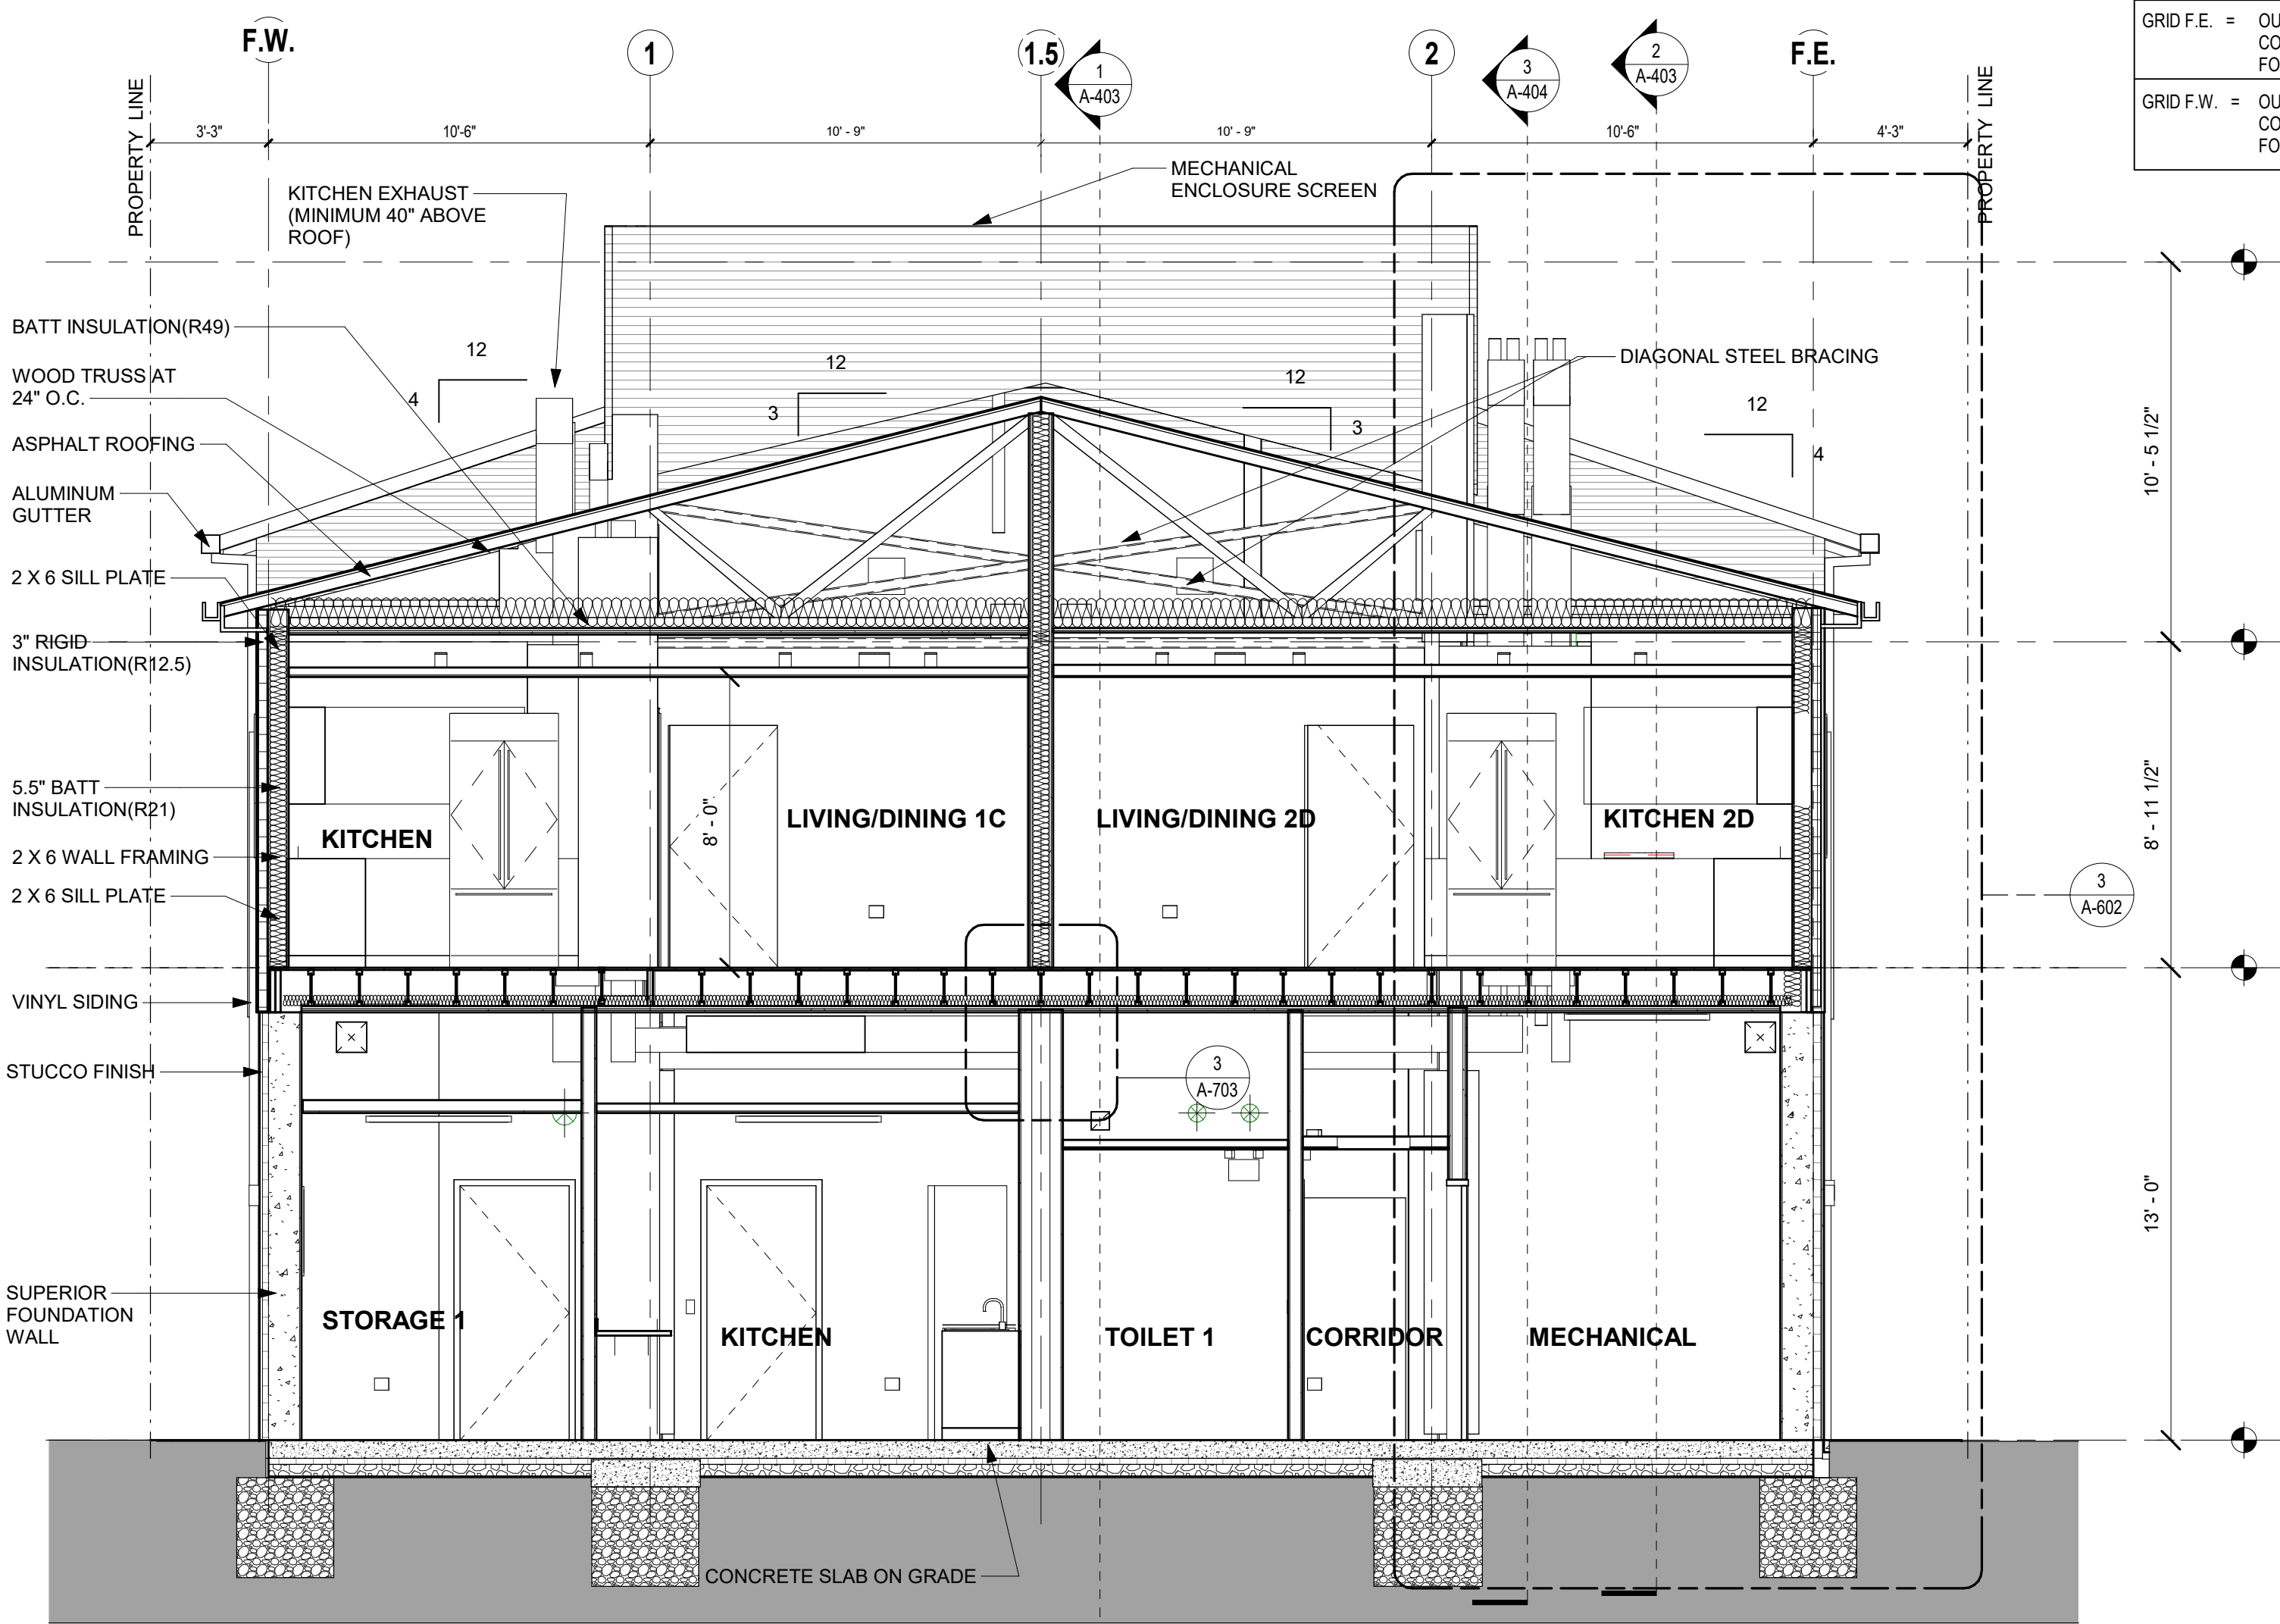 F.W.
1
1.5
2
F.E.
1
A-403
3
A-404
2
A-403
GRID F.E. = OU
CO
FO
GRID F.W. = OU
CO
FO
PROPERTY LINE
PROPERTY LINE
3'-3"
10'-6"
10' - 9"
10' - 9"
10'-6"
4'-3"
MECHANICAL
ENCLOSURE SCREEN
KITCHEN EXHAUST
(MINIMUM 40" ABOVE
ROOF)
BATT INSULATION(R49)
WOOD TRUSS AT
24" O.C.
ASPHALT ROOFING
ALUMINUM
GUTTER
2 X 6 SILL PLATE
3" RIGID
INSULATION(R12.5)
5.5" BATT
INSULATION(R21)
2 X 6 WALL FRAMING
2 X 6 SILL PLATE
VINYL SIDING
STUCCO FINISH
SUPERIOR
FOUNDATION
WALL
12
4
12
3
12
3
12
4
DIAGONAL STEEL BRACING
10' - 5 1/2"
8' - 11 1/2"
13' - 0"
8' - 0"
KITCHEN
LIVING/DINING 1C
LIVING/DINING 2D
KITCHEN 2D
3
A-602
3
A-703
STORAGE 1
KITCHEN
TOILET 1
CORRIDOR
MECHANICAL
CONCRETE SLAB ON GRADE